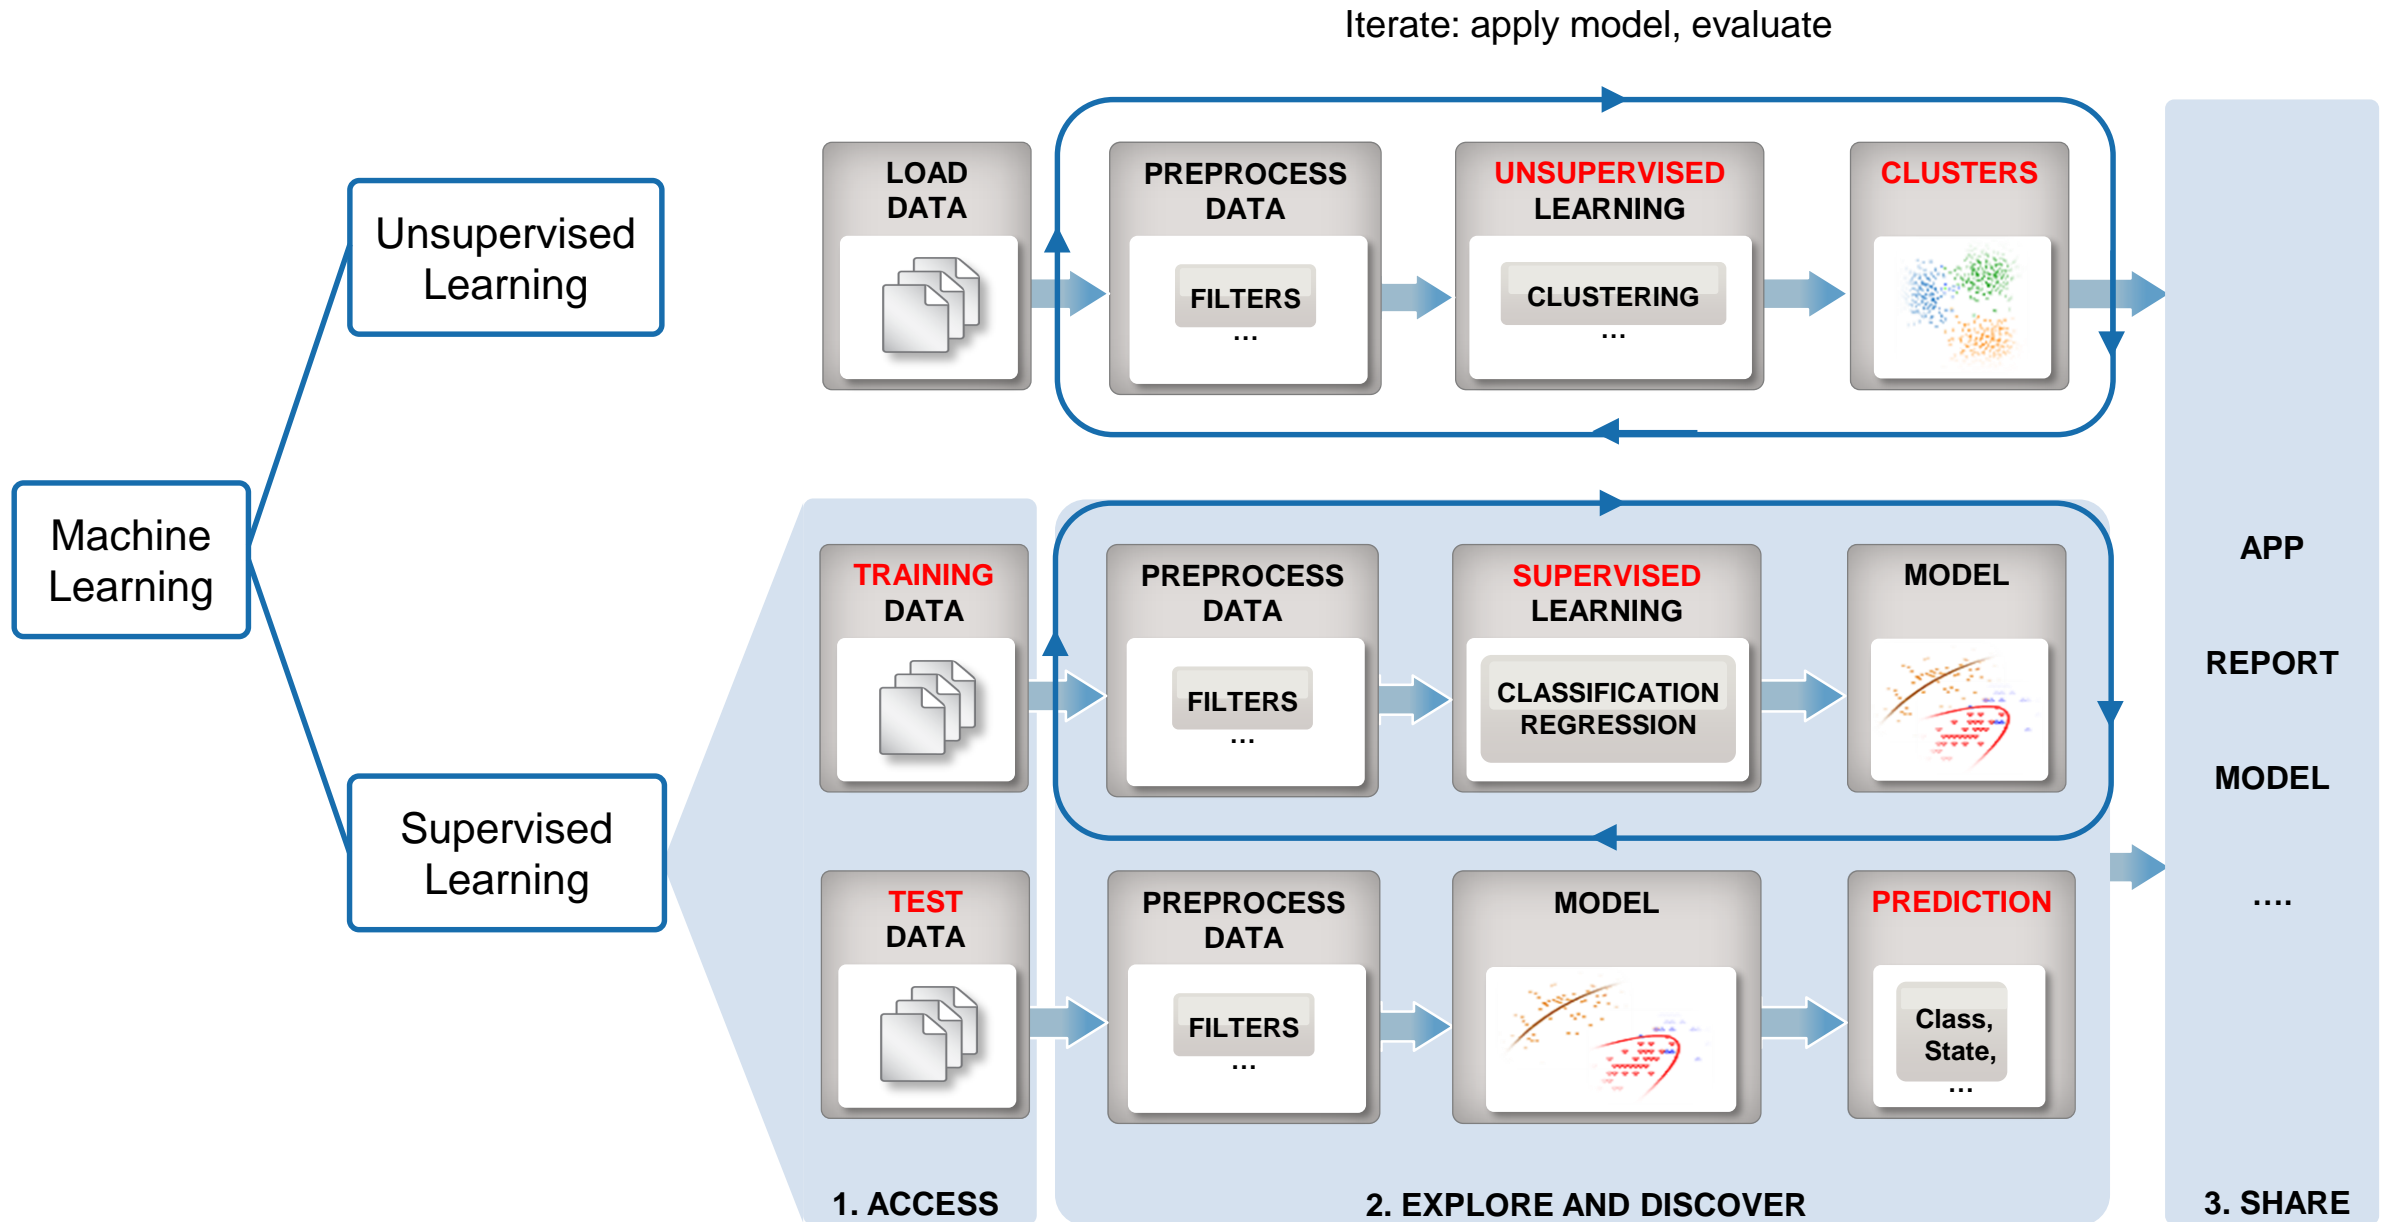 Iterate: apply model, evaluate
Machine
Learning
Unsupervised
Learning
LOAD
DATA
PREPROCESS
DATA
FILTERS
...
UNSUPERVISED
LEARNING
CLUSTERING
...
CLUSTERS
Supervised
Learning
TRAINING
DATA
PREPROCESS
DATA
FILTERS
...
SUPERVISED
LEARNING
CLASSIFICATION
REGRESSION
MODEL
TEST
DATA
PREPROCESS
DATA
FILTERS
...
MODEL
PREDICTION
Class,
State,
...
APP
REPORT
MODEL
....
1. ACCESS
2. EXPLORE AND DISCOVER
3. SHARE